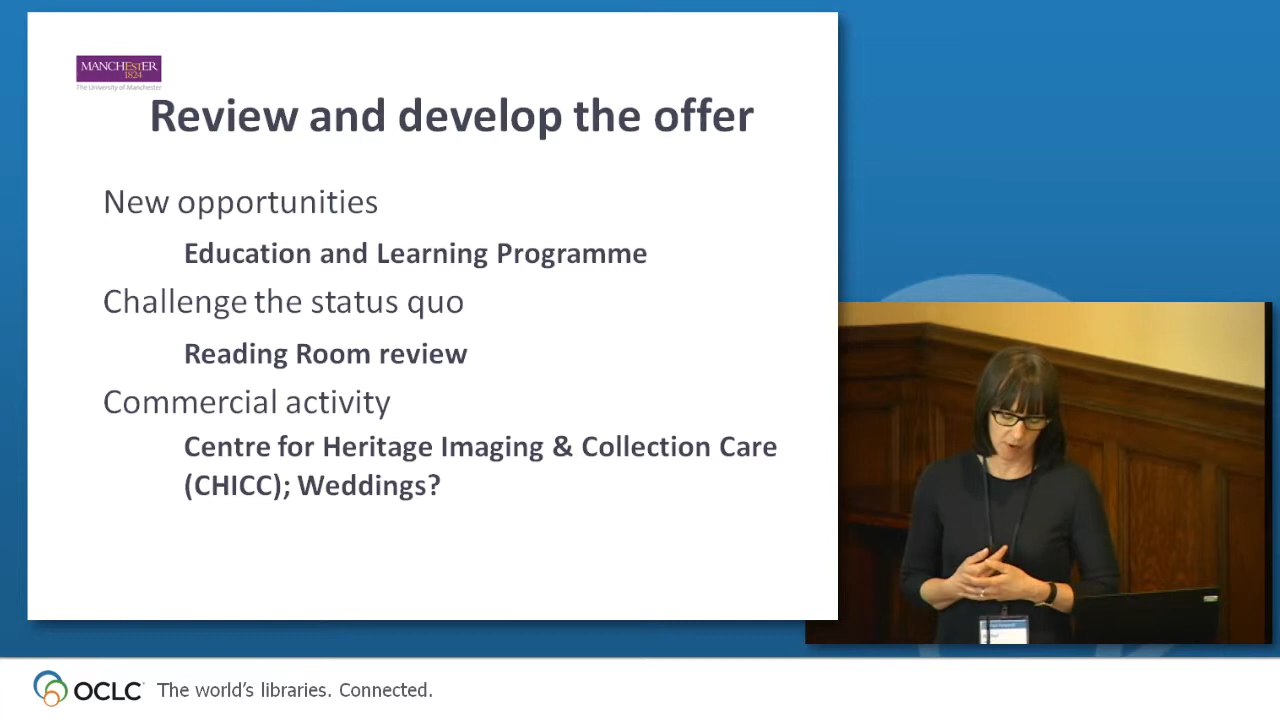 MANCHESTER
1824
The University of Manchester
Review and develop the offer
New opportunities
Education and Learning Programme
Challenge the status quo
Reading Room review
Commercial activity
Centre for Heritage Imaging & Collection Care
(CHICC); Weddings?
OCLC The world's libraries. Connected.